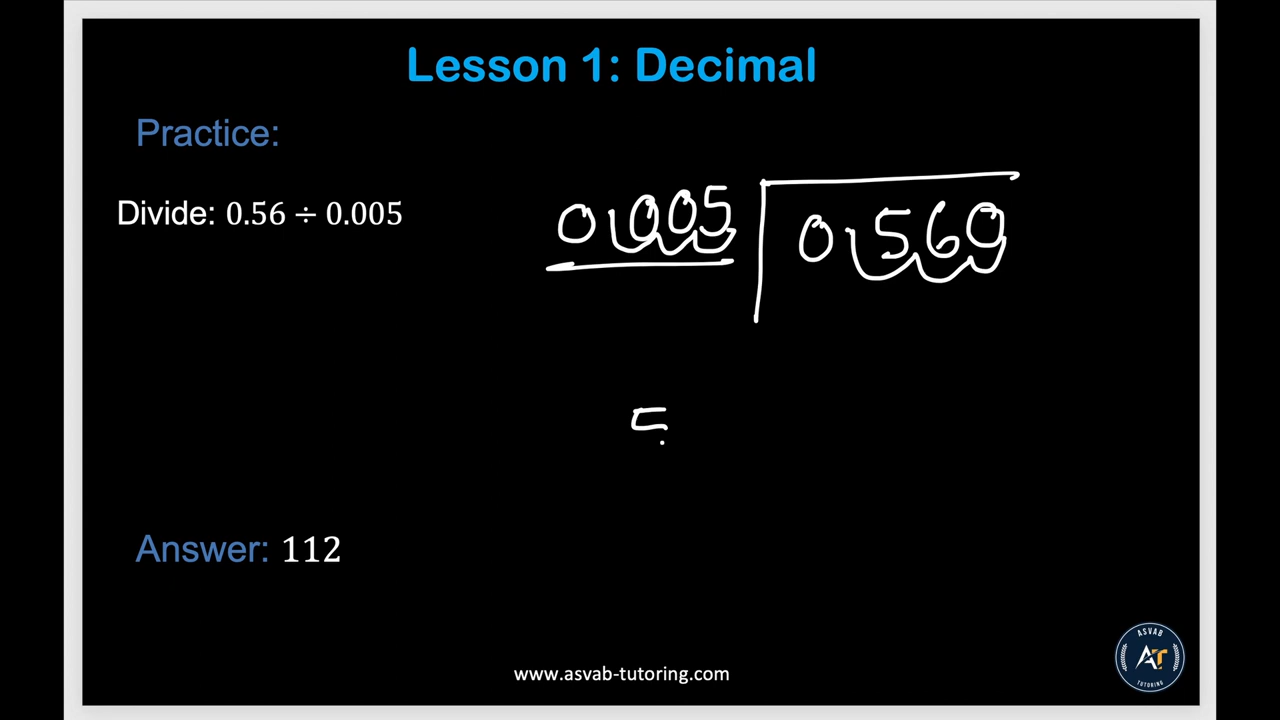 Lesson 1: Decimal
Practice:
Divide: 0.56 ÷ 0.005
0.005 0.560
5
Answer: 112
www.asvab-tutoring.com
ASVAB
AT
TUTORING